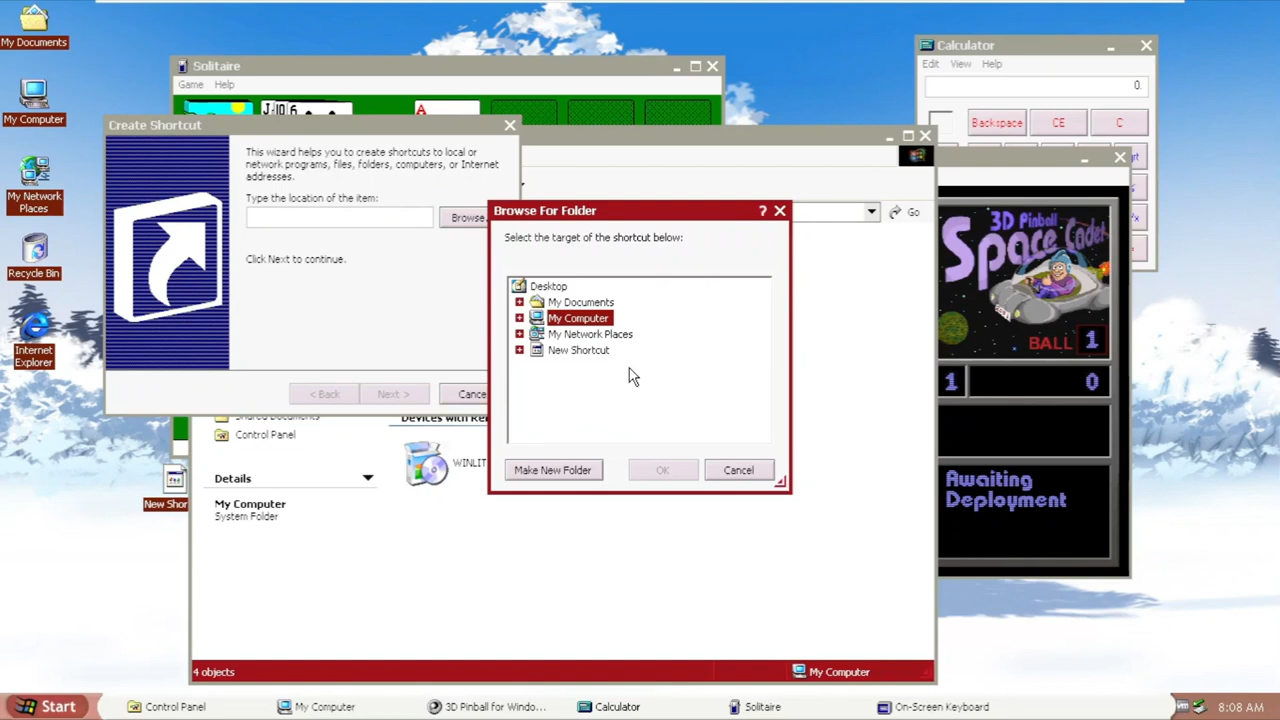 My Documents
My Computer
My Network
Places
Recycle Bin
Internet
Explorer
Solitaire
Game Help
J 10 6
A
Calculator
Edit View Help
0.
Backspace CE C
Create Shortcut
This wizard helps you to create shortcuts to local or
network programs, files, folders, computers, or Internet
addresses.
Type the location of the item:
Browse
Click Next to continue.
< Back Next > Cance
Go
Browse For Folder
?
Select the target of the shortcut below:
Desktop
My Documents
My Computer
My Network Places
New Shortcut
Make New Folder OK Cancel
3D Pinball
Space Cadet
BALL 1
1 0
Awaiting
Deployment
Control Panel
Devices with Re
WINLIT
Details
My Computer
System Folder
New Shor
4 objects
My Computer
Start Control Panel My Computer 3D Pinball for Windo... Calculator Solitaire On-Screen Keyboard 8:08 AM